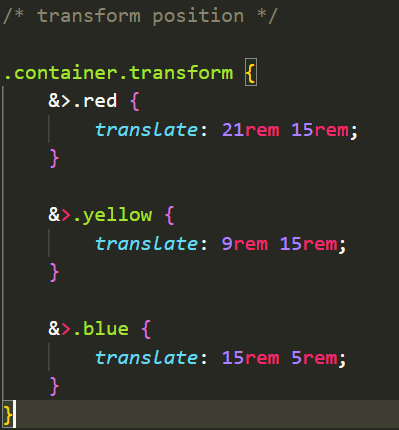 /* transform position */
.container.transform {
&>.red {
translate: 21rem 15rem;
}
&>.yellow {
translate: 9rem 15rem;
}
&>.blue {
translate: 15rem 5rem;
}
}